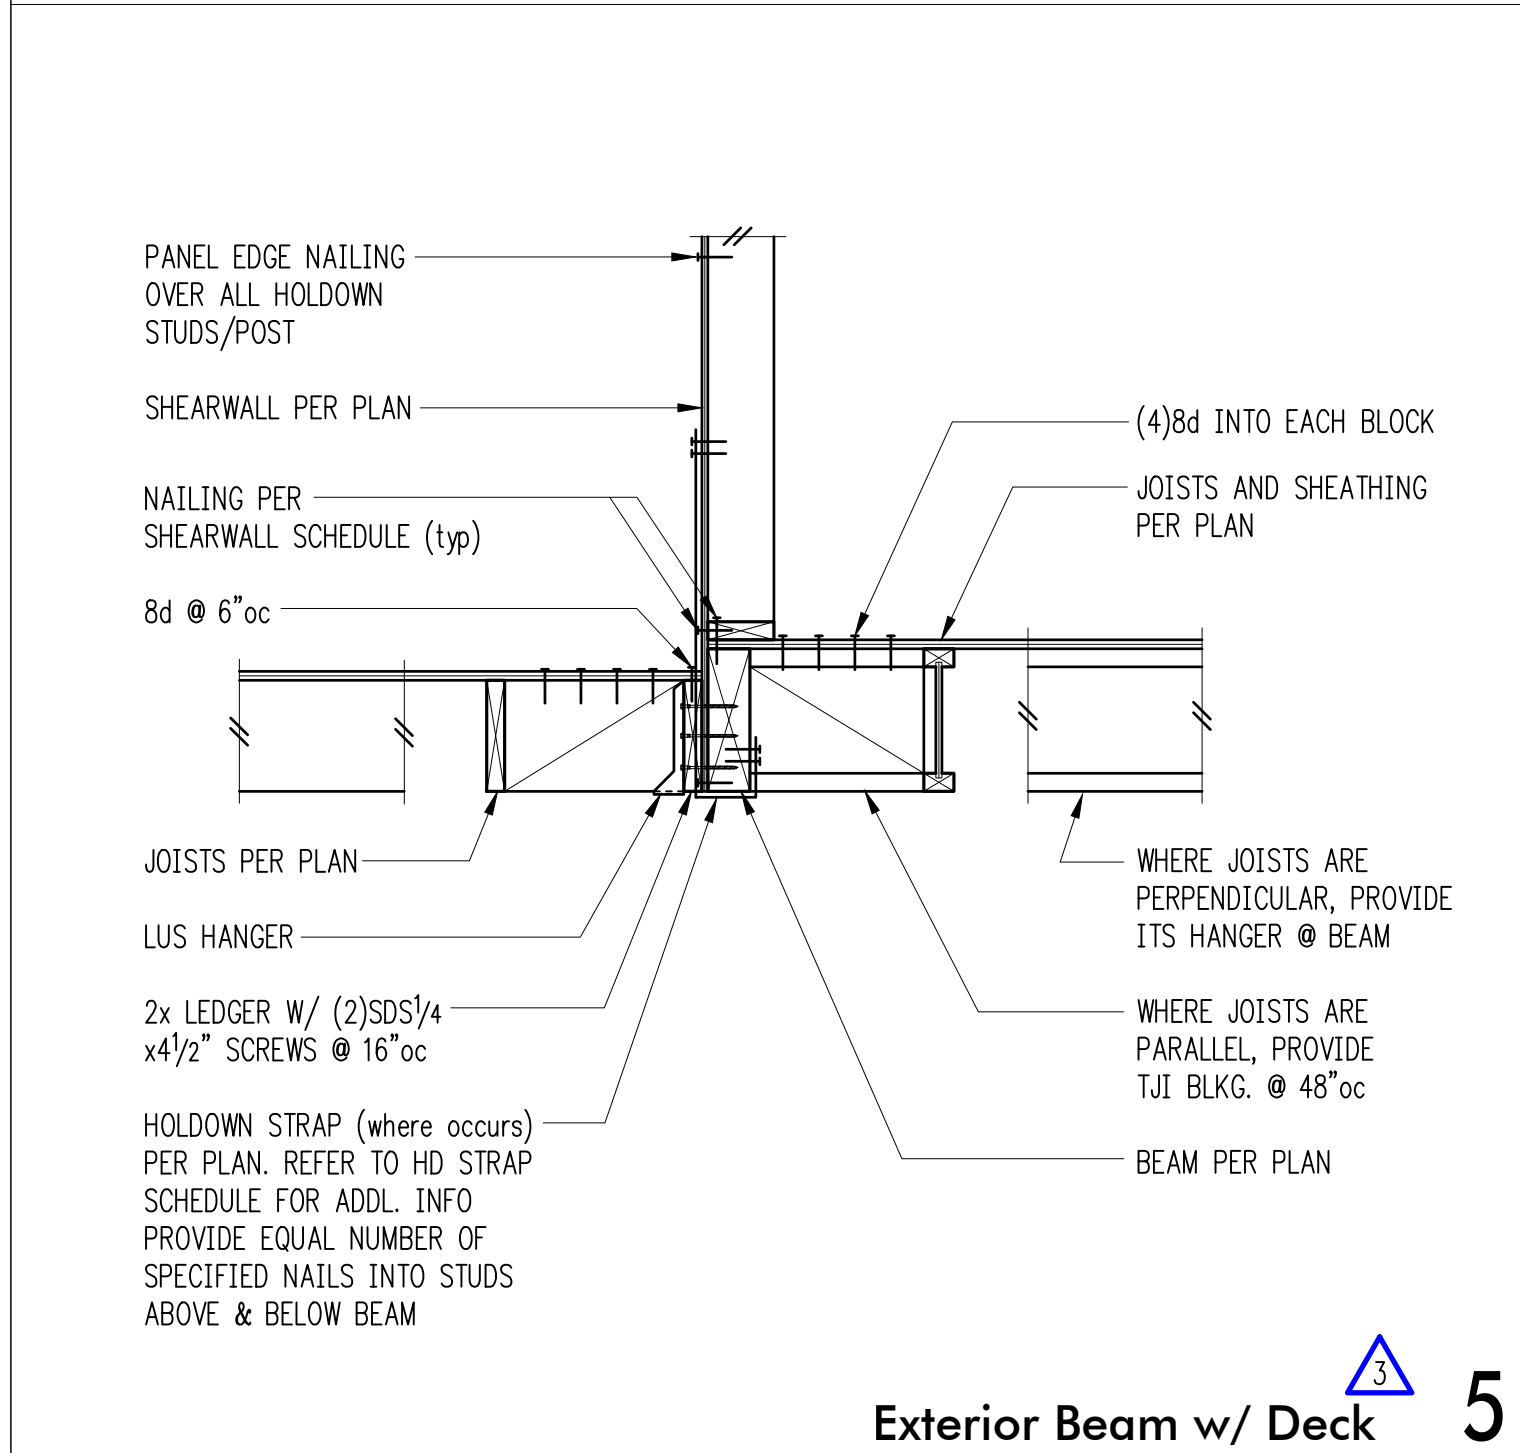 PANEL EDGE NAILING
OVER ALL HOLDOWN
STUDS/POST
SHEARWALL PER PLAN
NAILING PER
SHEARWALL SCHEDULE (typ)
8d @ 6"oc
JOISTS PER PLAN
LUS HANGER
2x LEDGER W/ (2)SDS1/4
x4 1/2" SCREWS @ 16"oc
HOLDOWN STRAP (where occurs)
PER PLAN. REFER TO HD STRAP
SCHEDULE FOR ADDL. INFO
PROVIDE EQUAL NUMBER OF
SPECIFIED NAILS INTO STUDS
ABOVE & BELOW BEAM
(4)8d INTO EACH BLOCK
JOISTS AND SHEATHING
PER PLAN
WHERE JOISTS ARE
PERPENDICULAR, PROVIDE
ITS HANGER @ BEAM
WHERE JOISTS ARE
PARALLEL, PROVIDE
TJI BLKG. @ 48"oc
BEAM PER PLAN
3
Exterior Beam w/ Deck
5